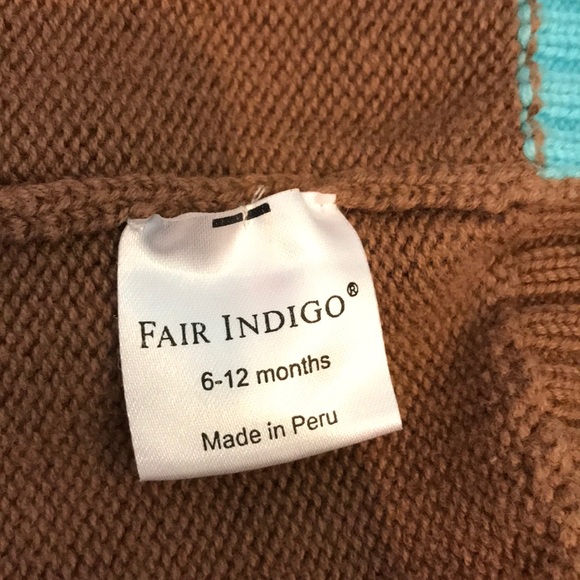 FAIR INDIGO®
6-12 months
Made in Peru